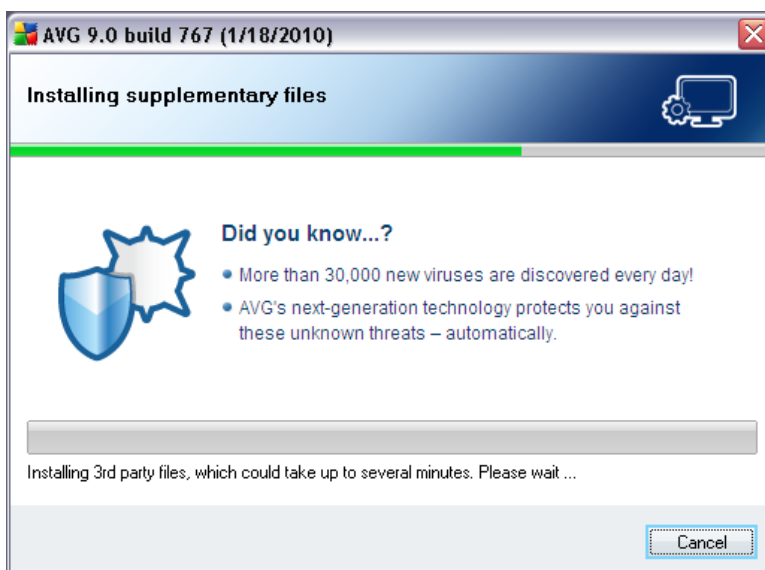 AVG 9.0 build 767 (1/18/2010)
Installing supplementary files
Did you know...?
• More than 30,000 new viruses are discovered every day!
• AVG's next-generation technology protects you against
these unknown threats – automatically.
Installing 3rd party files, which could take up to several minutes. Please wait ...
Cancel